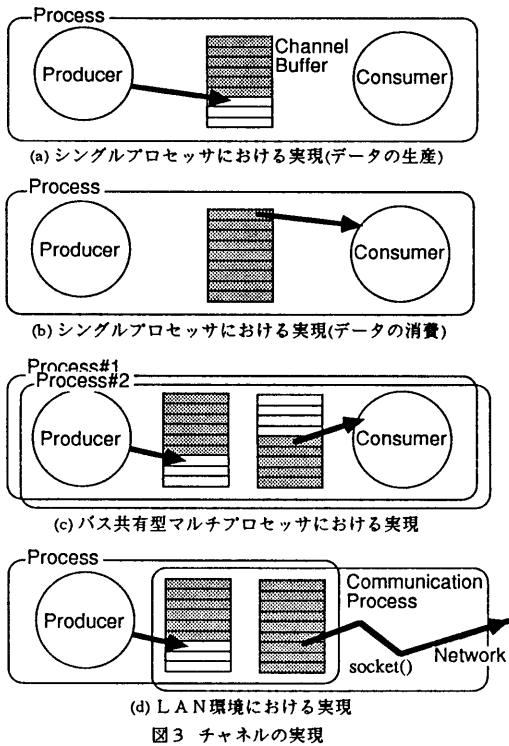 Process
Producer
Channel
Buffer
Consumer
(a) シングルプロセッサにおける実現(データの生産)
Process
Producer
Consumer
(b) シングルプロセッサにおける実現(データの消費)
Process#1
Process#2
Producer
Consumer
(c) バス共有型マルチプロセッサにおける実現
Process
Producer
Communication
Process
socket()
Network
(d) LAN環境における実現
図3 チャネルの実現